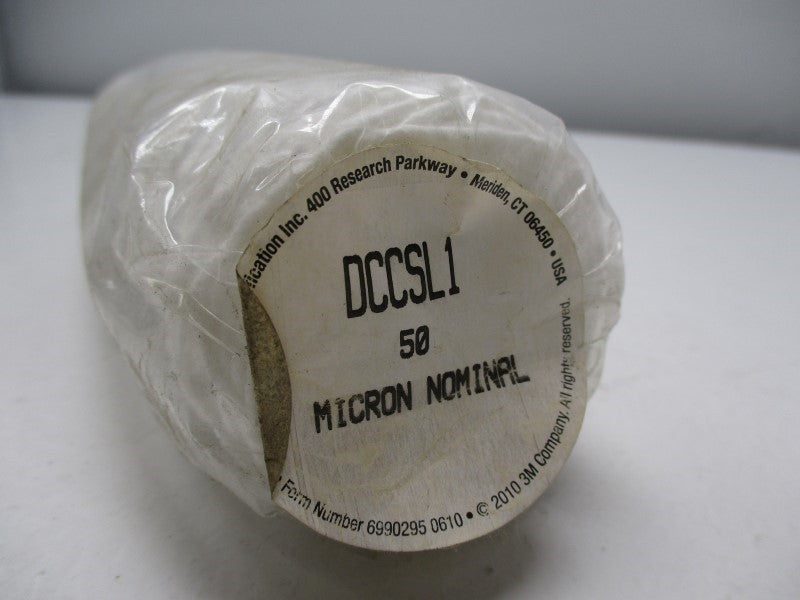 ication Inc. 400 Research Parkway • Meriden, CT 06450 • USA
DCCSL1
50
MICRON NOMINAL
Form Number 6990295 0610 • © 2010 3M Company. All rights reserved.